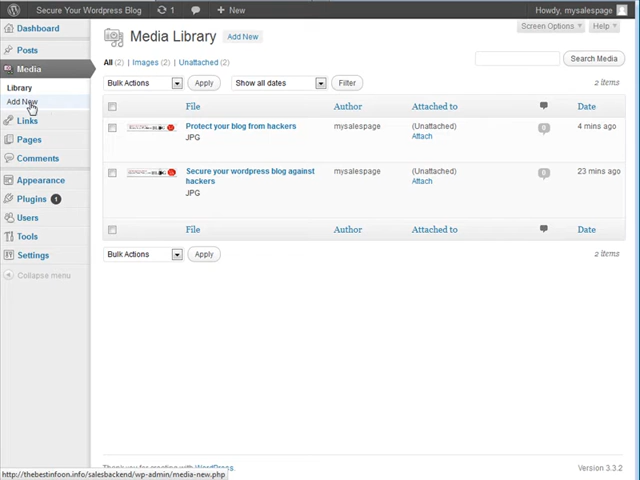 Secure Your WordPress Blog 1 + New Howdy, mysalespage
Dashboard
Posts
Media
Library
Add New
Links
Pages
Comments
Appearance
Plugins 1
Users
Tools
Settings
Collapse menu
Screen Options Help
Media Library Add New
All (2) | Images (2) | Unattached (2)
Search Media
Bulk Actions Apply Show all dates Filter 2 items
File Author Attached to Date
Protect your blog from hackers mysalespage (Unattached) 0 4 mins ago
JPG Attach
Secure your wordpress blog against mysalespage (Unattached) 0 23 mins ago
hackers Attach
JPG
File Author Attached to Date
Bulk Actions Apply 2 items
Thank you for creating with WordPress. Version 3.3.2
http://thebestinfoon.info/salesbackend/wp-admin/media-new.php